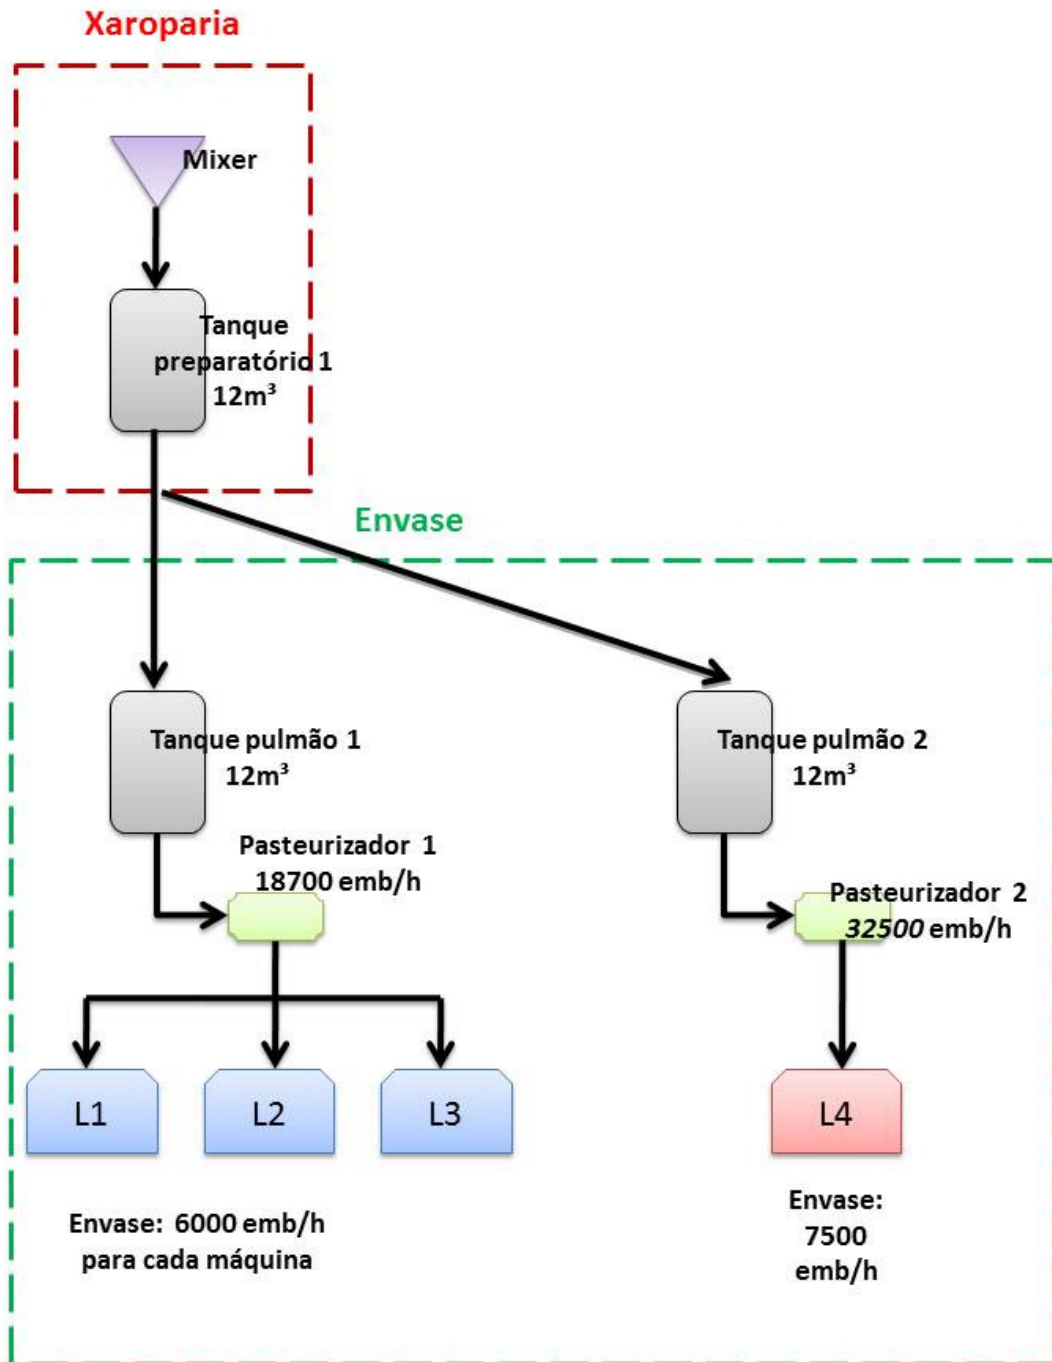 Xaroparia
Mixer
Tanque
preparatório 1
12m³
Envase
Tanque pulmão 1
12m³
Tanque pulmão 2
12m³
Pasteurizador 1
18700 emb/h
Pasteurizador 2
32500 emb/h
L1
L2
L3
L4
Envase: 6000 emb/h
para cada máquina
Envase:
7500
emb/h